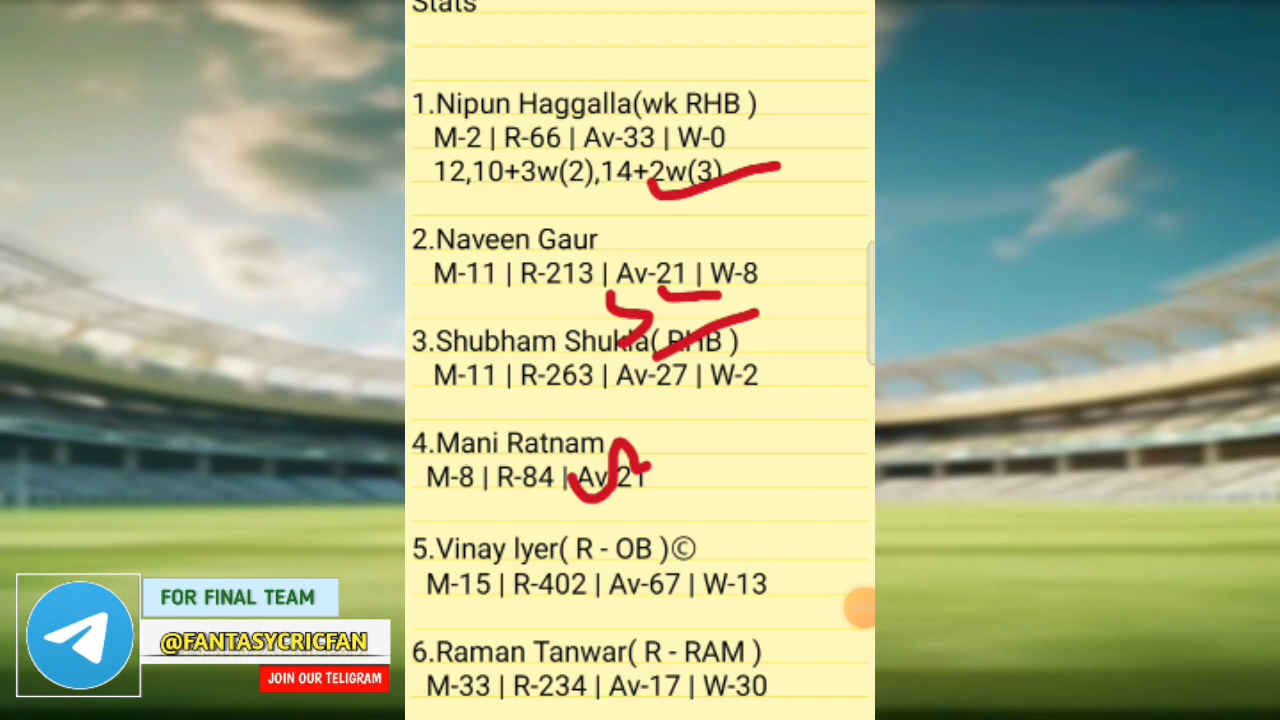 Stats
1.Nipun Haggalla(wk RHB )
M-2 | R-66 | Av-33 | W-0
12,10+3w(2),14+2w(3)
2.Naveen Gaur
M-11 | R-213 | Av-21 | W-8
3.Shubham Shukla( RHB )
M-11 | R-263 | Av-27 | W-2
4.Mani Ratnam
M-8 | R-84 | Av-21
5.Vinay Iyer( R - OB )©
M-15 | R-402 | Av-67 | W-13
6.Raman Tanwar( R - RAM )
M-33 | R-234 | Av-17 | W-30
FOR FINAL TEAM
@FANTASYCRICFAN
JOIN OUR TELIGRAM